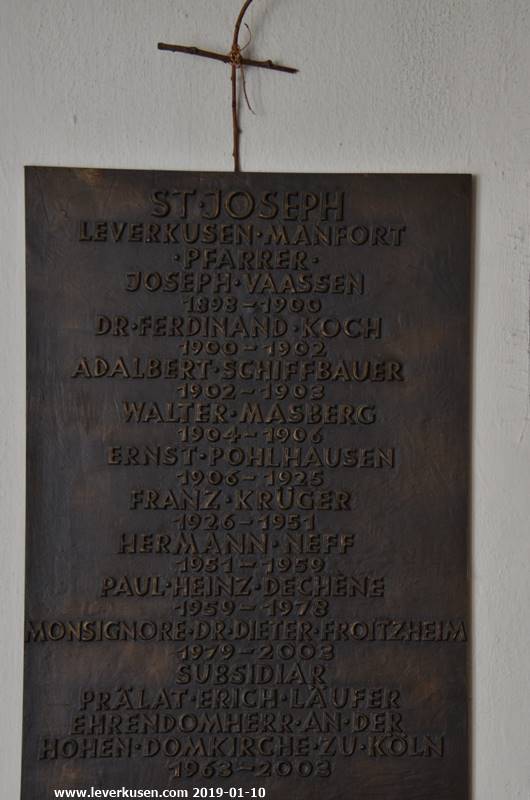 ST·JOSEPH
LEVERKUSEN·MANFORT
·PFARRER·
JOSEPH·VAASSEN
1898-1900
DR·FERDINAND·KOCH
1900-1902
ADALBERT·SCHIFFBAUER
1902-1903
WALTER·MASBERG
1904-1906
ERNST·POHLHAUSEN
1906-1925
FRANZ·KRÜGER
1926-1951
HERMANN·NEFF
1951-1959
PAUL·HEINZ·DECHÈNE
1959-1978
MONSIGNORE·DR·DIETER·FROITZHEIM
1979-2003
SUBSIDIAR
PRÄLAT·ERICH·LÄUFER
EHRENDOMHERR·AN·DER
HOHEN·DOMKIRCHE·ZU·KÖLN
1963-2003
www.leverkusen.com 2019-01-10